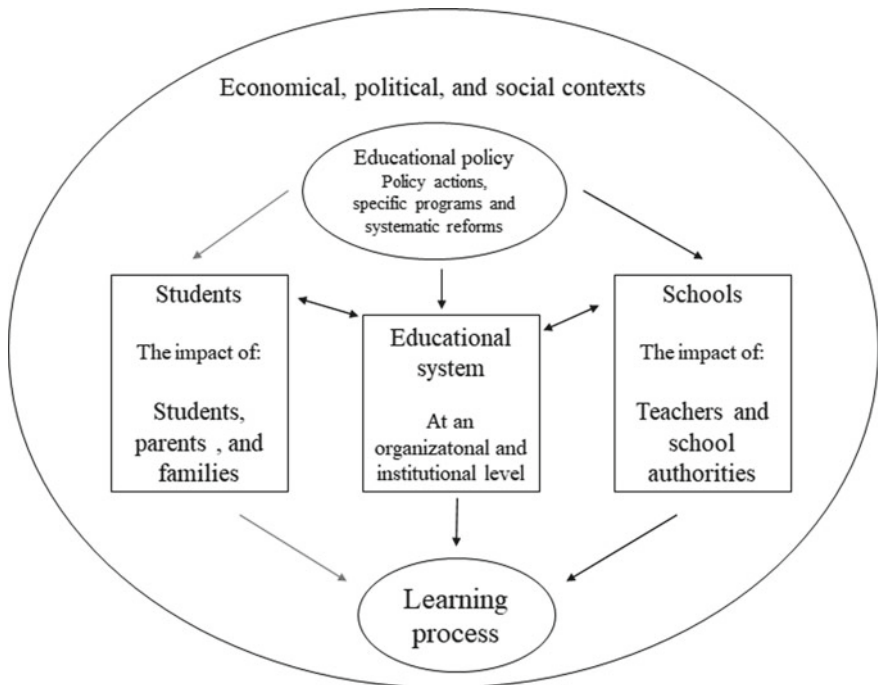 Economical, political, and social contexts
Educational policy
Policy actions,
specific programs and
systematic reforms
Students
The impact of:
Students,
parents , and
families
Educational
system
At an
organizatonal and
institutional level
Schools
The impact of:
Teachers and
school
authorities
Learning
process